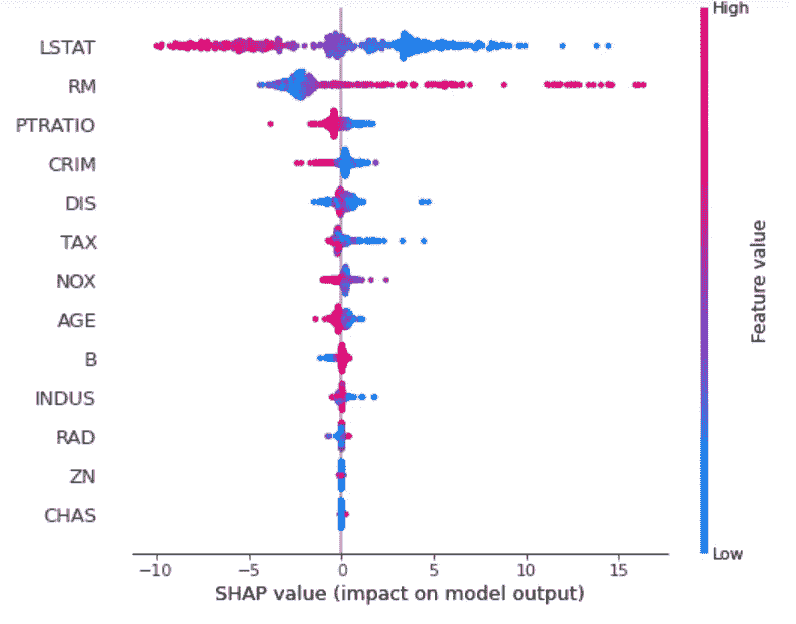 High
LSTAT
RM
PTRATIO
CRIM
DIS
TAX
NOX
AGE
B
INDUS
RAD
ZN
CHAS
Feature value
Low
−10 −5 0 5 10 15
SHAP value (impact on model output)